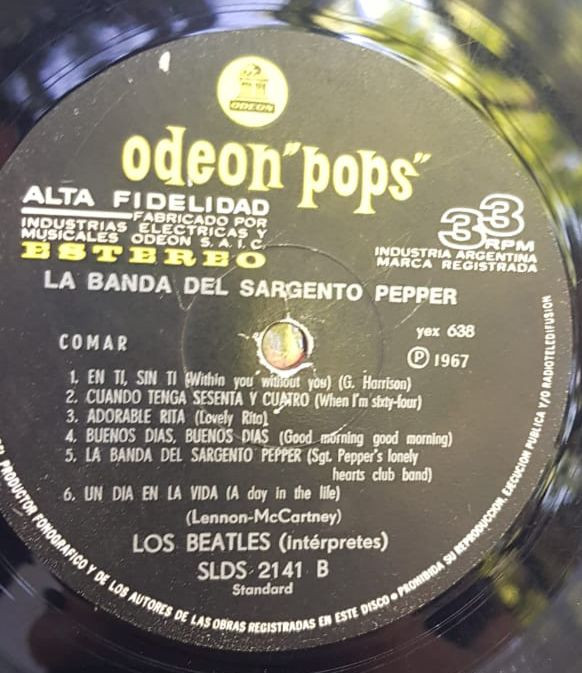 ODEON
odeon "pops"
ALTA FIDELIDAD
FABRICADO POR
INDUSTRIAS ELECTRICAS Y
MUSICALES ODEON S.A.I.C.
ESTEREO
33
RPM
INDUSTRIA ARGENTINA
MARCA REGISTRADA
LA BANDA DEL SARGENTO PEPPER
COMAR
yex 638
Ⓟ 1967
1. EN TI, SIN TI (Within you without you) (G. Harrison)
2. CUANDO TENGA SESENTA Y CUATRO (When I'm sixty-four)
3. ADORABLE RITA (Lovely Rita)
4. BUENOS DIAS, BUENOS DIAS (Good morning good morning)
5. LA BANDA DEL SARGENTO PEPPER (Sgt. Pepper's lonely
hearts club band)
6. UN DIA EN LA VIDA (A day in the life)
(Lennon-McCartney)
LOS BEATLES (intérpretes)
SLDS 2141 B
Standard
DEL PRODUCTOR FONOGRAFICO Y DE LOS AUTORES DE LAS OBRAS REGISTRADAS EN ESTE DISCO • PROHIBIDA SU REPRODUCCION, EJECUCION PUBLICA Y/O RADIOTELEDIFUSION